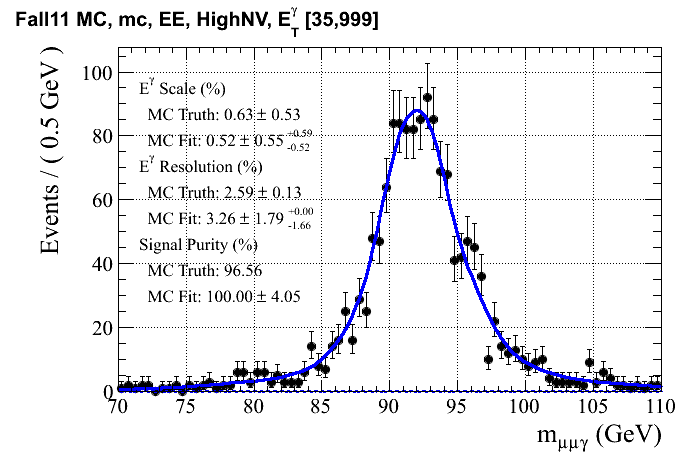 Fall11 MC, mc, EE, HighNV, E_T^γ [35,999]
Events / ( 0.5 GeV )
100
80
60
40
20
0
E^γ Scale (%)
MC Truth: 0.63 ± 0.53
MC Fit: 0.52 ± 0.55 +0.59 -0.52
E^γ Resolution (%)
MC Truth: 2.59 ± 0.13
MC Fit: 3.26 ± 1.79 +0.00 -1.66
Signal Purity (%)
MC Truth: 96.56
MC Fit: 100.00 ± 4.05
70 75 80 85 90 95 100 105 110
m_μμγ (GeV)